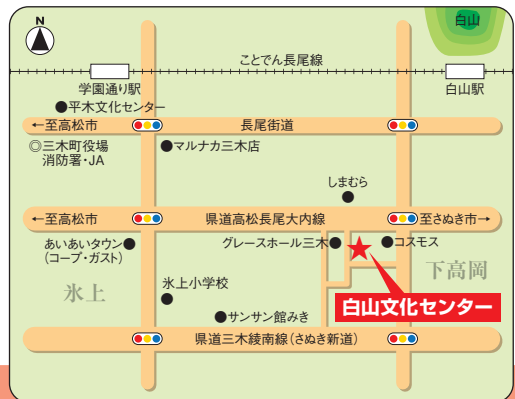 N
白山
ことでん長尾線
学園通り駅
白山駅
●平木文化センター
←至高松市
長尾街道
◎三木町役場
消防署・JA
●マルナカ三木店
しまむら
←至高松市
県道高松長尾大内線
至さぬき市→
あいあいタウン●
(コープ・ガスト)
グレースホール三木●
●コスモス
氷上
下高岡
氷上小学校
白山文化センター
●サンサン館みき
県道三木綾南線(さぬき新道)